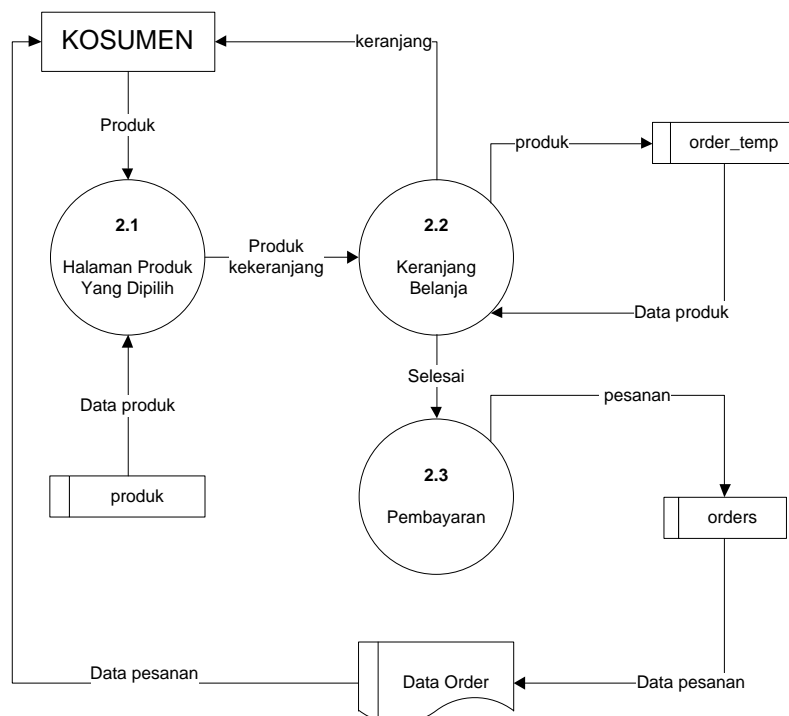 KOSUMEN
keranjang
Produk
produk
order_temp
2.1
Halaman Produk
Yang Dipilih
Produk
kekeranjang
2.2
Keranjang
Belanja
Data produk
Selesai
Data produk
pesanan
produk
2.3
Pembayaran
orders
Data pesanan
Data Order
Data pesanan